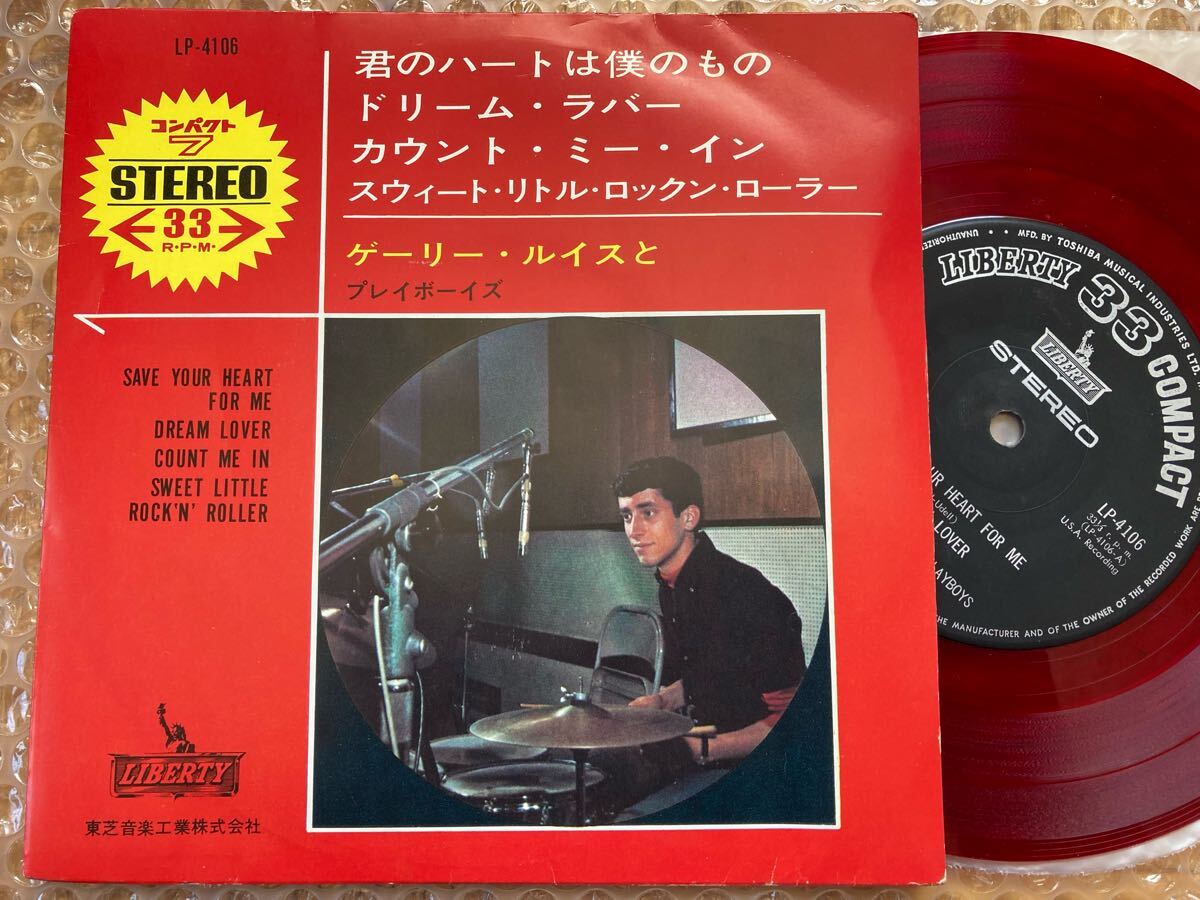 LP-4106
コンパクト
7
STEREO
33
R・P・M・
君のハートは僕のもの
ドリーム・ラバー
カウント・ミー・イン
スウィート・リトル・ロックン・ローラー
ゲーリー・ルイスと
プレイボーイズ
SAVE YOUR HEART
FOR ME
DREAM LOVER
COUNT ME IN
SWEET LITTLE
ROCK'N' ROLLER
LIBERTY
東芝音楽工業株式会社
MFD. BY TOSHIBA MUSICAL INDUSTRIES LTD.
LIBERTY 33 COMPACT
LIBERTY
STEREO
LP-4106
33⅓ r. p. m.
(LP-4106-A)
U.S.A. Recording
UR HEART FOR ME
Udell)
LOVER
LAYBOYS
HE MANUFACTURER AND OF THE OWNER OF THE RECORDED WORK
UNAUTHORIZE